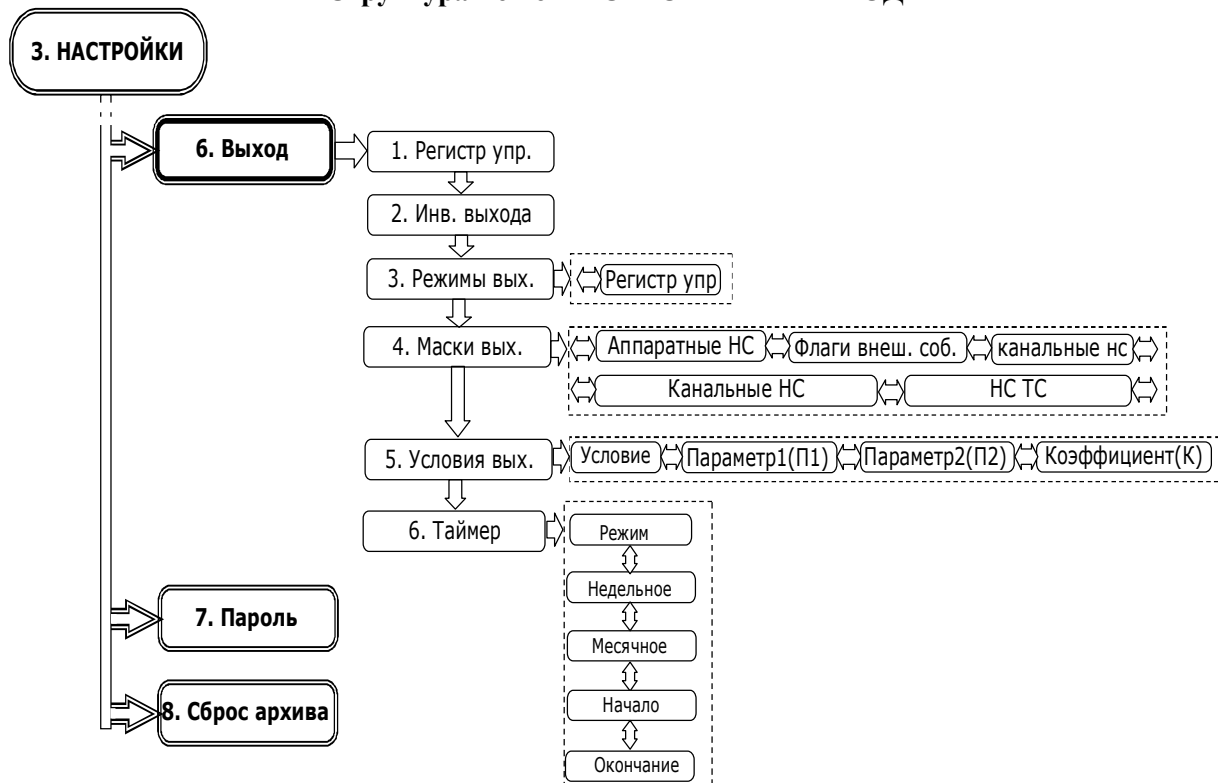 3. НАСТРОЙКИ
6. Выход
1. Регистр упр.
2. Инв. выхода
3. Режимы вых.
Регистр упр
4. Маски вых.
Аппаратные НС
Флаги внеш. соб.
канальные нс
Канальные НС
НС ТС
5. Условия вых.
Условие
Параметр1(П1)
Параметр2(П2)
Коэффициент(К)
6. Таймер
Режим
Недельное
Месячное
Начало
Окончание
7. Пароль
8. Сброс архива